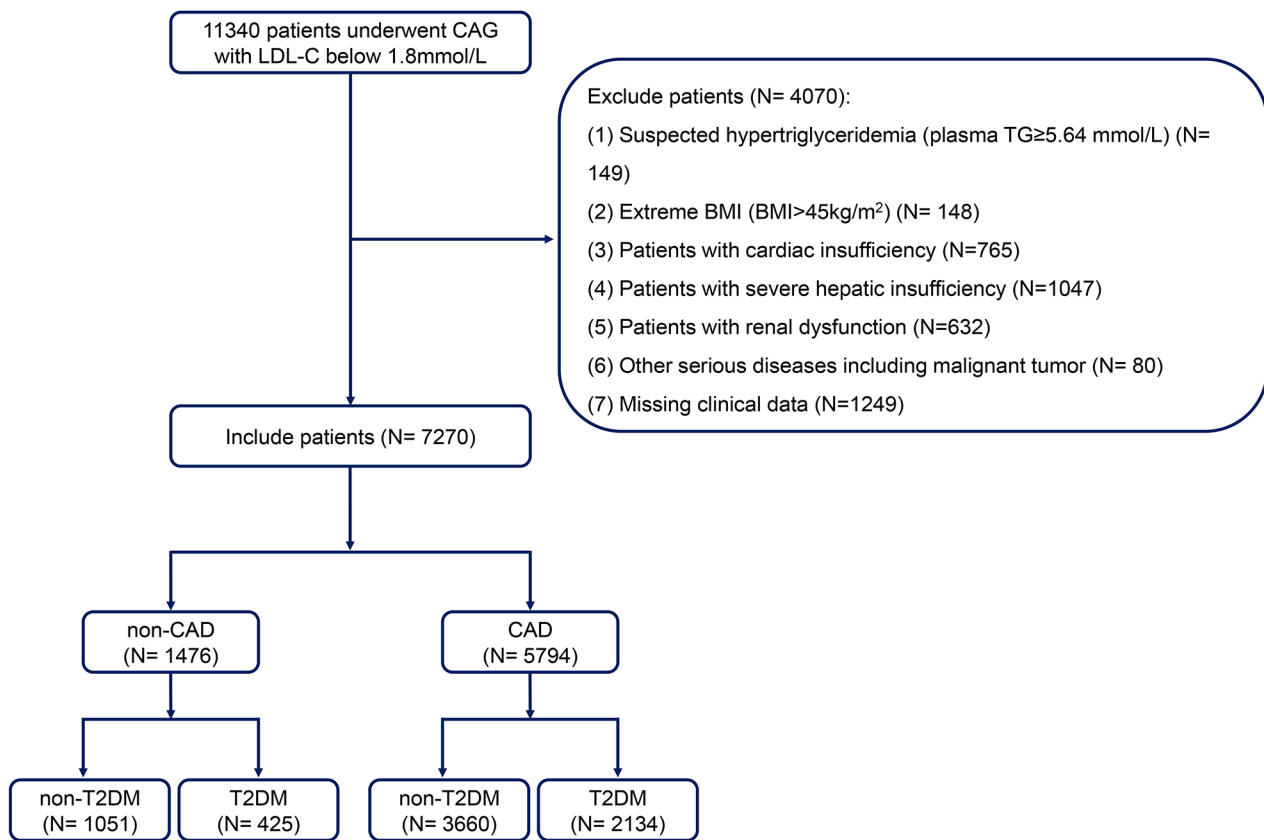 11340 patients underwent CAG
with LDL-C below 1.8mmol/L
Exclude patients (N= 4070):
(1) Suspected hypertriglyceridemia (plasma TG≥5.64 mmol/L) (N=
149)
(2) Extreme BMI (BMI>45kg/m²) (N= 148)
(3) Patients with cardiac insufficiency (N=765)
(4) Patients with severe hepatic insufficiency (N=1047)
(5) Patients with renal dysfunction (N=632)
(6) Other serious diseases including malignant tumor (N= 80)
(7) Missing clinical data (N=1249)
Include patients (N= 7270)
non-CAD
(N= 1476)
CAD
(N= 5794)
non-T2DM
(N= 1051)
T2DM
(N= 425)
non-T2DM
(N= 3660)
T2DM
(N= 2134)